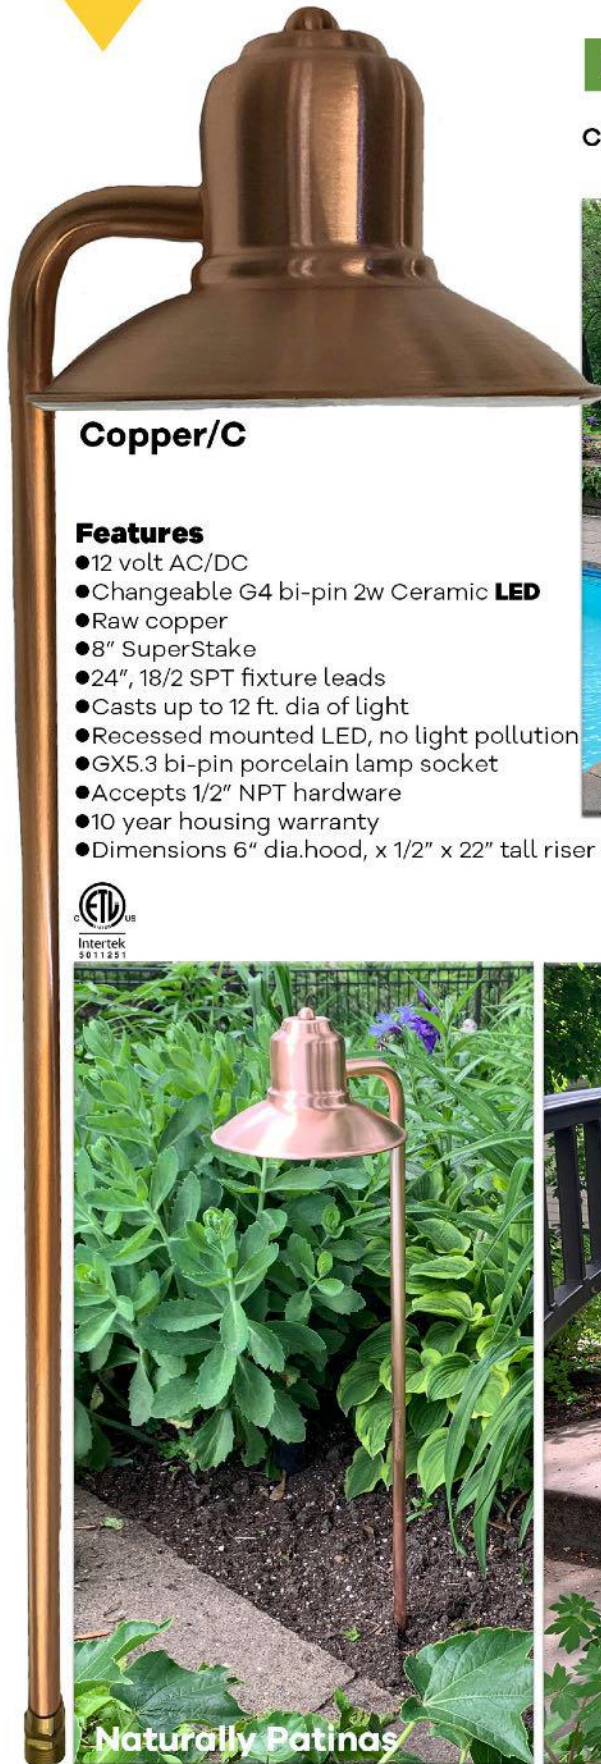 Copper/C
Features
●12 volt AC/DC
●Changeable G4 bi-pin 2w Ceramic LED
●Raw copper
●8" SuperStake
●24", 18/2 SPT fixture leads
●Casts up to 12 ft. dia of light
●Recessed mounted LED, no light pollution
●GX5.3 bi-pin porcelain lamp socket
●Accepts 1/2" NPT hardware
●10 year housing warranty
●Dimensions 6" dia.hood, x 1/2" x 22" tall riser
C ETL US
Intertek
5011251
Naturally Patinas